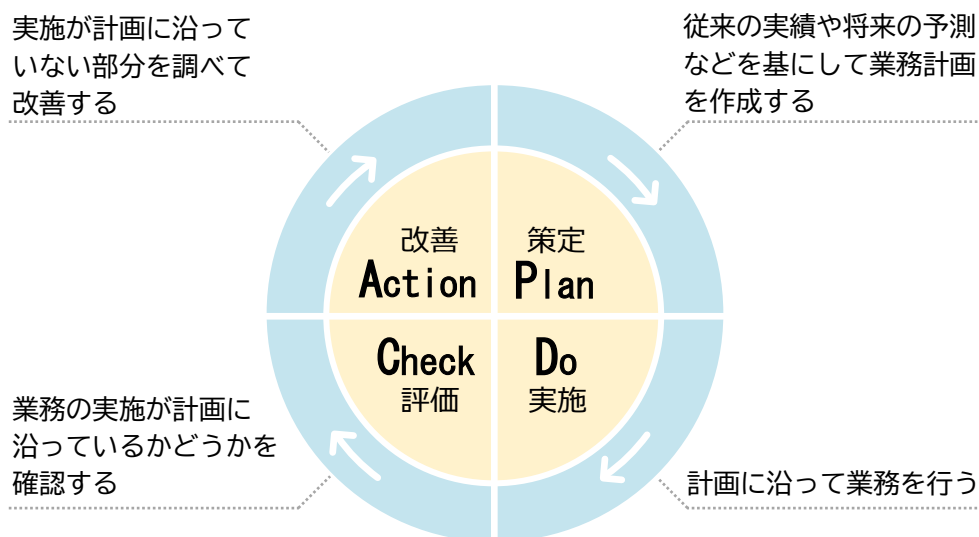 実施が計画に沿って
いない部分を調べて
改善する
従来の実績や将来の予測
などを基にして業務計画
を作成する
改善
Action
策定
Plan
Check
評価
Do
実施
業務の実施が計画に
沿っているかどうかを
確認する
計画に沿って業務を行う